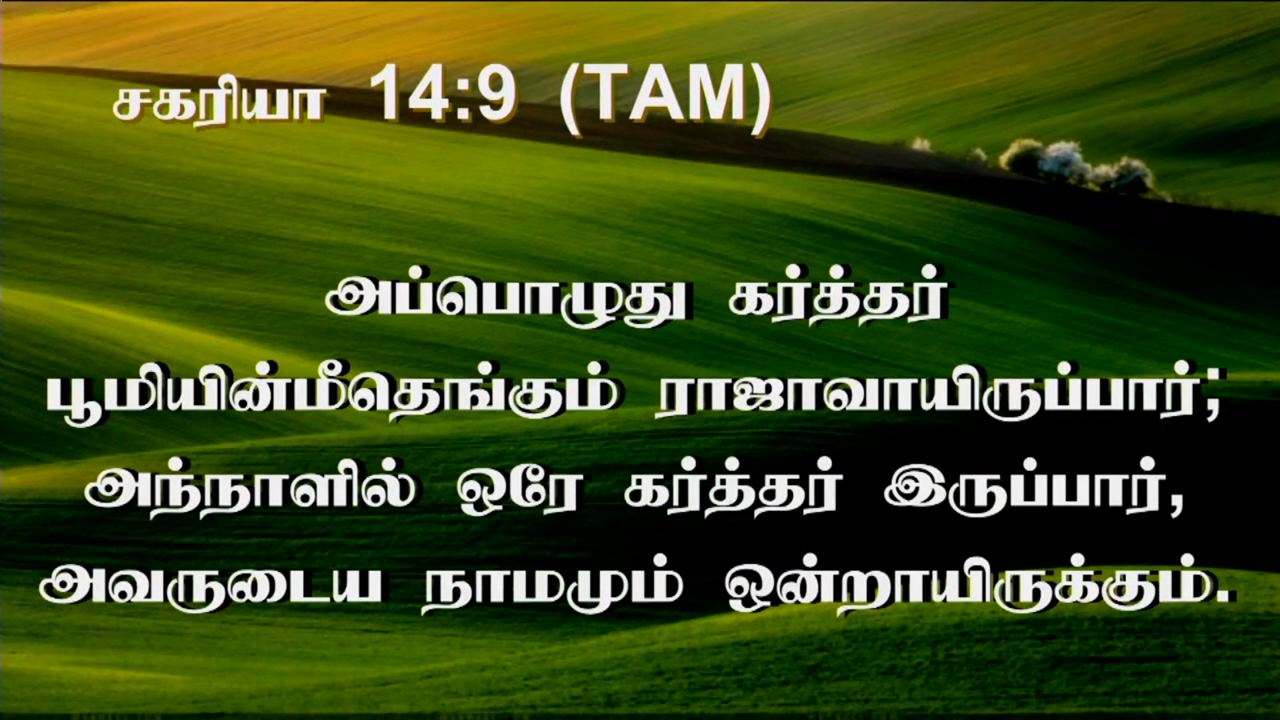 சகரியா 14:9 (TAM)
அப்பொழுது கர்த்தர்
பூமியின்மீதெங்கும் ராஜாவாயிருப்பார்;
அந்நாளில் ஒரே கர்த்தர் இருப்பார்,
அவருடைய நாமமும் ஒன்றாயிருக்கும்.